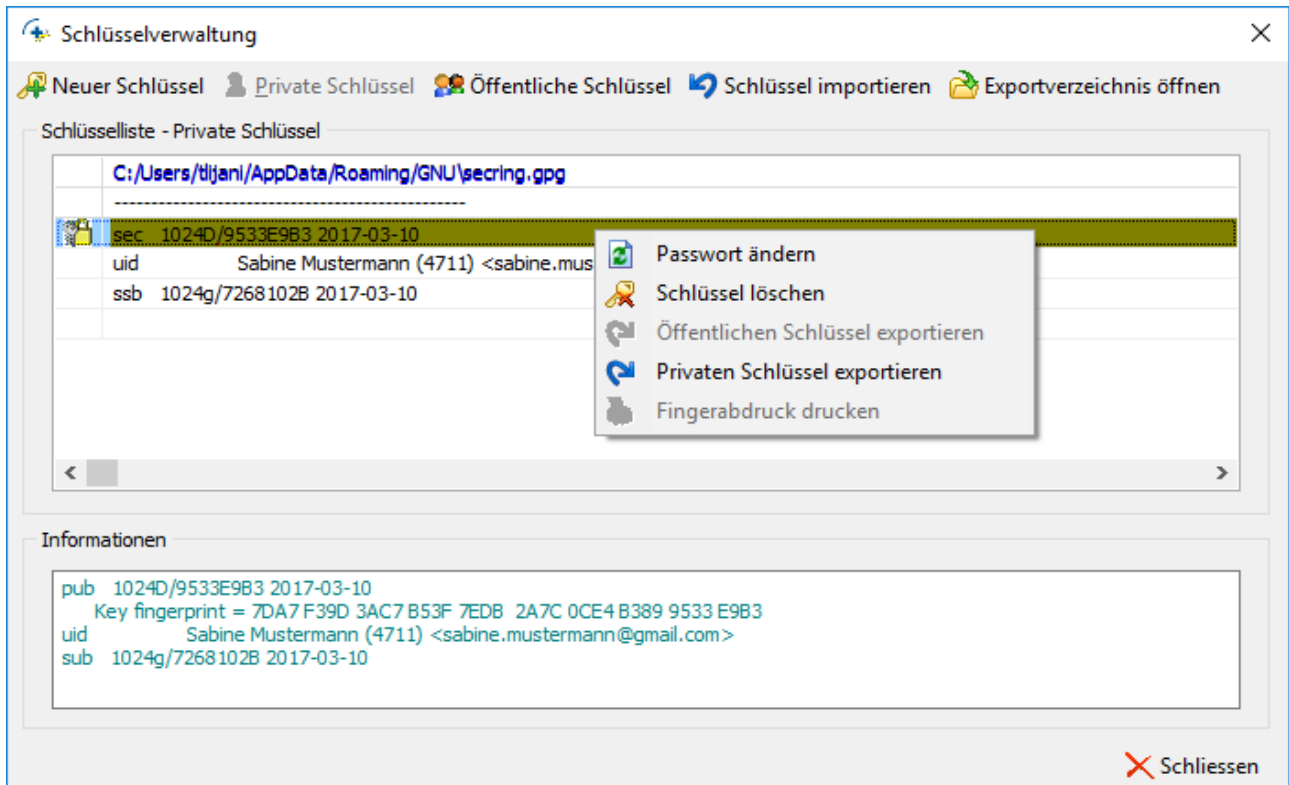 Schlüsselverwaltung
Neuer Schlüssel Private Schlüssel Öffentliche Schlüssel Schlüssel importieren Exportverzeichnis öffnen
Schlüsselliste - Private Schlüssel
C:/Users/tlijani/AppData/Roaming/GNU\secring.gpg
------------------------------------------------
sec 1024D/9533E9B3 2017-03-10
uid Sabine Mustermann (4711) <sabine.mus
ssb 1024g/7268102B 2017-03-10
Passwort ändern
Schlüssel löschen
Öffentlichen Schlüssel exportieren
Privaten Schlüssel exportieren
Fingerabdruck drucken
Informationen
pub 1024D/9533E9B3 2017-03-10
Key fingerprint = 7DA7 F39D 3AC7 B53F 7EDB 2A7C 0CE4 B389 9533 E9B3
uid Sabine Mustermann (4711) <sabine.mustermann@gmail.com>
sub 1024g/7268102B 2017-03-10
Schliessen